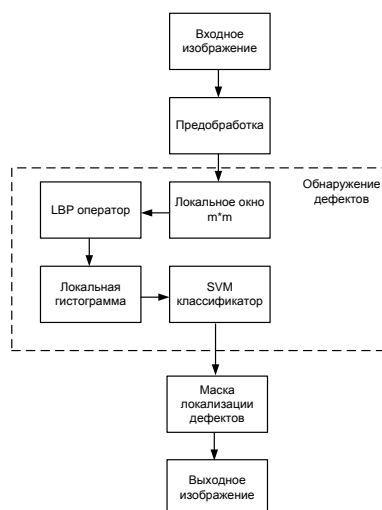 Входное
изображение
Предобработка
Обнаружение
дефектов
Локальное окно
m*m
LBP оператор
Локальная
гистограмма
SVM
классификатор
Маска
локализации
дефектов
Выходное
изображение